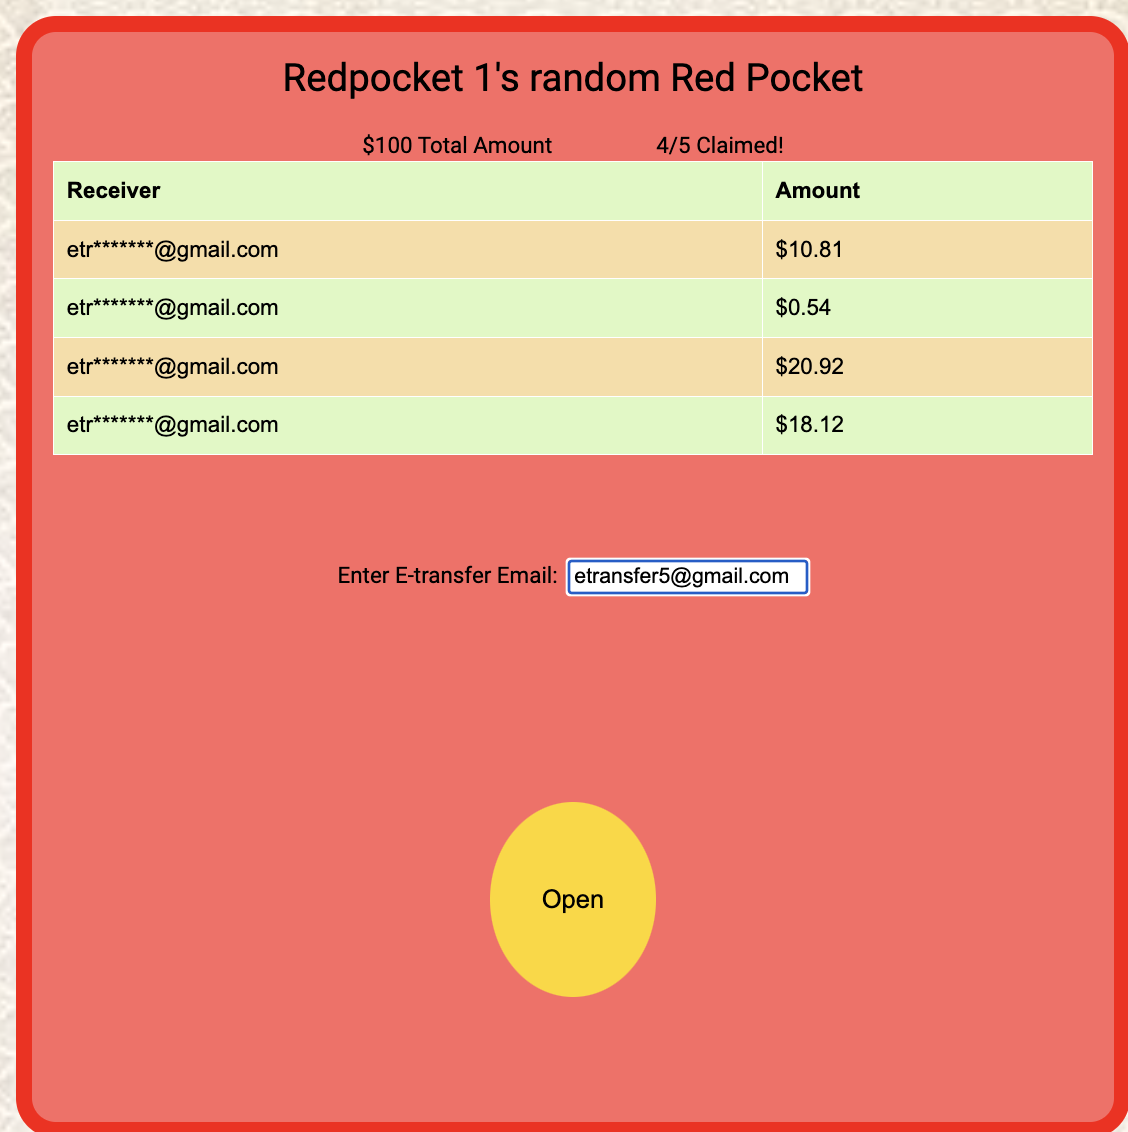 Redpocket 1's random Red Pocket
$100 Total Amount 4/5 Claimed!
Receiver Amount
etr*******@gmail.com $10.81
etr*******@gmail.com $0.54
etr*******@gmail.com $20.92
etr*******@gmail.com $18.12
Enter E-transfer Email: etransfer5@gmail.com
Open